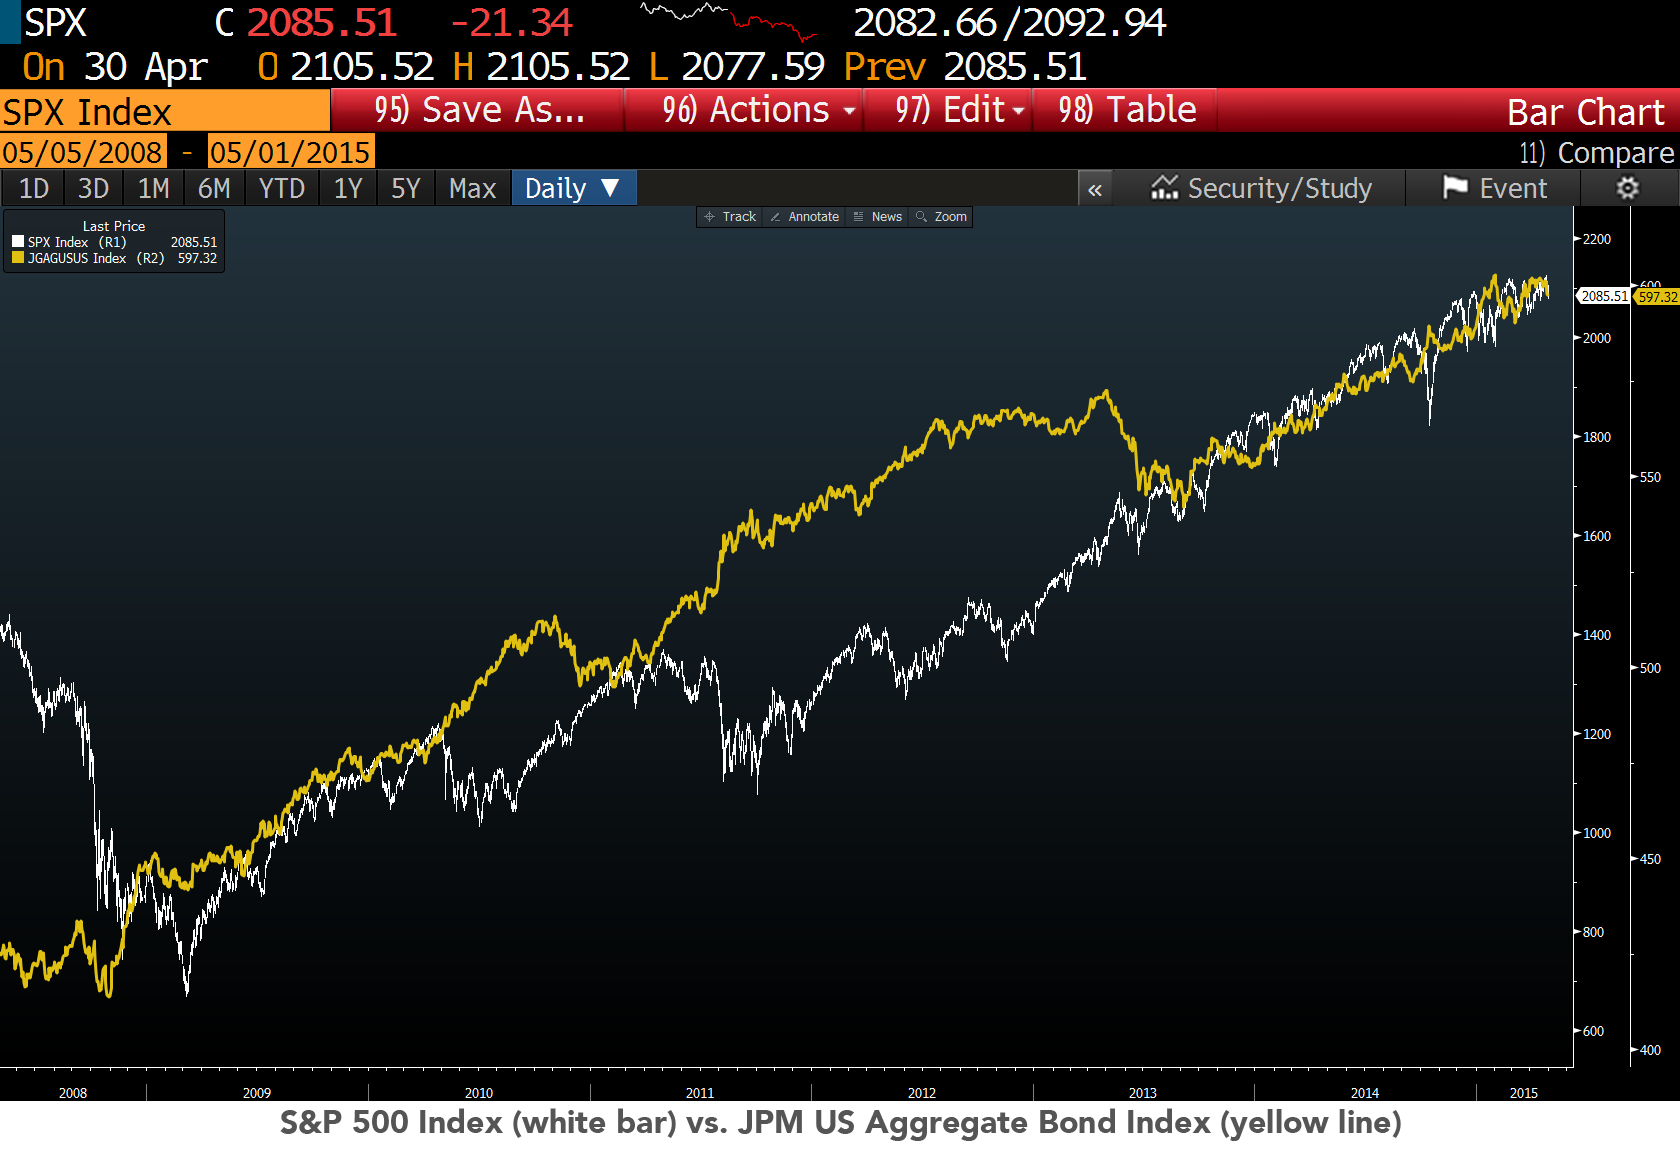 SPX C 2085.51 -21.34 2082.66/2092.94
On 30 Apr O 2105.52 H 2105.52 L 2077.59 Prev 2085.51
SPX Index 95) Save As... 96) Actions 97) Edit 98) Table Bar Chart
05/05/2008 - 05/01/2015 11) Compare
1D 3D 1M 6M YTD 1Y 5Y Max Daily ▼ « Security/Study Event
Track Annotate News Zoom
Last Price
SPX Index (R1) 2085.51
JGAGUSUS Index (R2) 597.32
2200
2085.51
2000
1800
1600
1400
1200
1000
800
600
600
597.32
550
500
450
400
2008 2009 2010 2011 2012 2013 2014 2015
S&P 500 Index (white bar) vs. JPM US Aggregate Bond Index (yellow line)